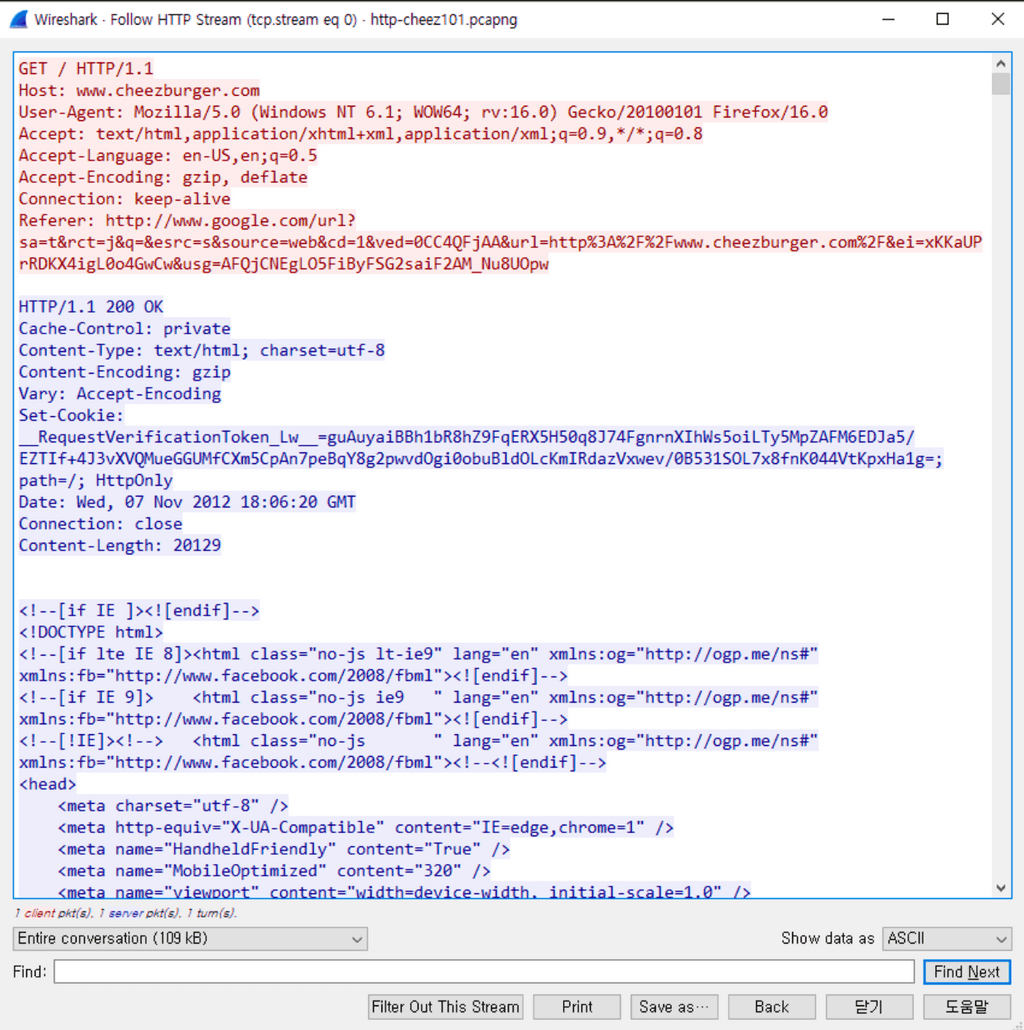 Wireshark · Follow HTTP Stream (tcp.stream eq 0) · http-cheez101.pcapng
GET / HTTP/1.1
Host: www.cheezburger.com
User-Agent: Mozilla/5.0 (Windows NT 6.1; WOW64; rv:16.0) Gecko/20100101 Firefox/16.0
Accept: text/html,application/xhtml+xml,application/xml;q=0.9,*/*;q=0.8
Accept-Language: en-US,en;q=0.5
Accept-Encoding: gzip, deflate
Connection: keep-alive
Referer: http://www.google.com/url?
sa=t&rct=j&q=&esrc=s&source=web&cd=1&ved=0CC4QFjAA&url=http%3A%2F%2Fwww.cheezburger.com%2F&ei=xKKaUP
rRDKX4igL0o4GwCw&usg=AFQjCNEgLO5FiByFSG2saiF2AM_Nu8UOpw
HTTP/1.1 200 OK
Cache-Control: private
Content-Type: text/html; charset=utf-8
Content-Encoding: gzip
Vary: Accept-Encoding
Set-Cookie:
__RequestVerificationToken_Lw__=guAuyaiBBh1bR8hZ9FqERX5H50q8J74FgnrnXIhWs5oiLTy5MpZAFM6EDJa5/
EZTIf+4J3vXVQMueGGUMfCXm5CpAn7peBqY8g2pwvdOgi0obuBldOLcKmIRdazVxwev/0B531SOL7x8fnK044VtKpxHa1g=;
path=/; HttpOnly
Date: Wed, 07 Nov 2012 18:06:20 GMT
Connection: close
Content-Length: 20129
<!--[if IE ]><![endif]-->
<!DOCTYPE html>
<!--[if lte IE 8]><html class="no-js lt-ie9" lang="en" xmlns:og="http://ogp.me/ns#"
xmlns:fb="http://www.facebook.com/2008/fbml"><![endif]-->
<!--[if IE 9]>    <html class="no-js ie9   " lang="en" xmlns:og="http://ogp.me/ns#"
xmlns:fb="http://www.facebook.com/2008/fbml"><![endif]-->
<!--[!IE]><!-->   <html class="no-js       " lang="en" xmlns:og="http://ogp.me/ns#"
xmlns:fb="http://www.facebook.com/2008/fbml"><!--<![endif]-->
<head>
    <meta charset="utf-8" />
    <meta http-equiv="X-UA-Compatible" content="IE=edge,chrome=1" />
    <meta name="HandheldFriendly" content="True" />
    <meta name="MobileOptimized" content="320" />
    <meta name="viewport" content="width=device-width, initial-scale=1.0" />
1 client pkt(s), 1 server pkt(s), 1 turn(s).
Entire conversation (109 kB) Show data as ASCII
Find: Find Next
Filter Out This Stream Print Save as… Back 닫기 도움말